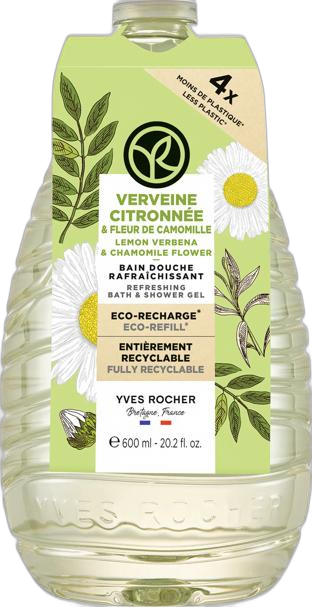 4x
MOINS DE PLASTIQUE*
LESS PLASTIC*
VERVEINE
CITRONNÉE
& FLEUR DE CAMOMILLE
LEMON VERBENA
& CHAMOMILE FLOWER
BAIN DOUCHE
RAFRAÎCHISSANT
REFRESHING
BATH & SHOWER GEL
ECO-RECHARGE*
ECO-REFILL*
ENTIÈREMENT
RECYCLABLE
FULLY RECYCLABLE
YVES ROCHER
Bretagne, France
℮ 600 ml - 20.2 fl. oz.
YVES ROCHER